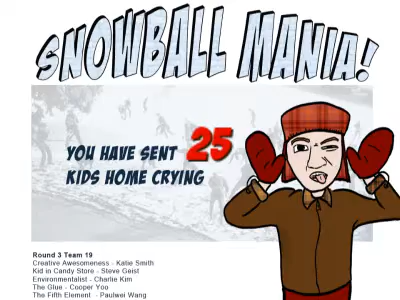 SNOWBALL MANIA!
YOU HAVE SENT 25
KIDS HOME CRYING
Round 3 Team 19
Creative Awesomeness - Katie Smith
Kid in Candy Store - Steve Geist
Environmentalist - Charlie Kim
The Glue - Cooper Yoo
The Fifth Element - Paulwei Wang